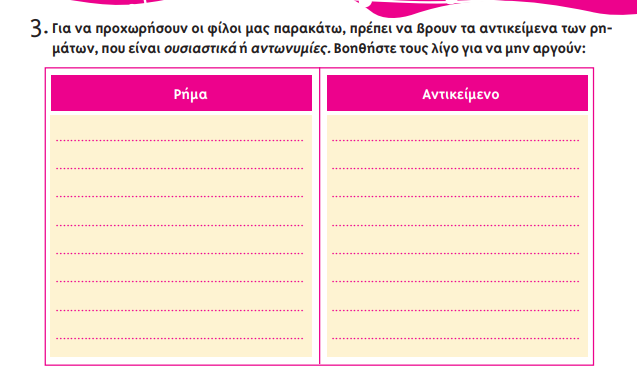 3. Για να προχωρήσουν οι φίλοι μας παρακάτω, πρέπει να βρουν τα αντικείμενα των ρη-
μάτων, που είναι ουσιαστικά ή αντωνυμίες. Βοηθήστε τους λίγο για να μην αργούν:
Ρήμα
Αντικείμενο